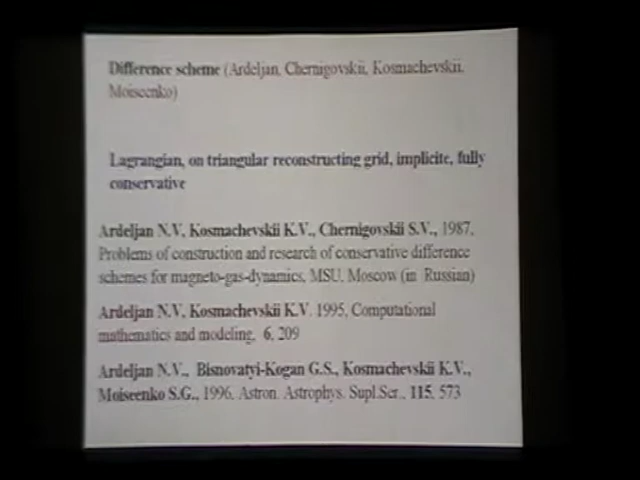 Difference scheme (Ardeljan, Chernigovskii, Kosmachevskii,
Moiseenko)
Lagrangian, on triangular reconstructing grid, implicite, fully
conservative
Ardeljan N.V, Kosmachevskii K.V., Chernigovskii S.V., 1987,
Problems of construction and research of conservative difference
schemes for magneto-gas-dynamics, MSU, Moscow (in Russian)
Ardeljan N.V, Kosmachevskii K.V. 1995, Computational
mathematics and modeling, 6, 209
Ardeljan N.V., Bisnovatyi-Kogan G.S., Kosmachevskii K.V.,
Moiseenko S.G., 1996, Astron. Astrophys. Supl.Ser., 115, 573